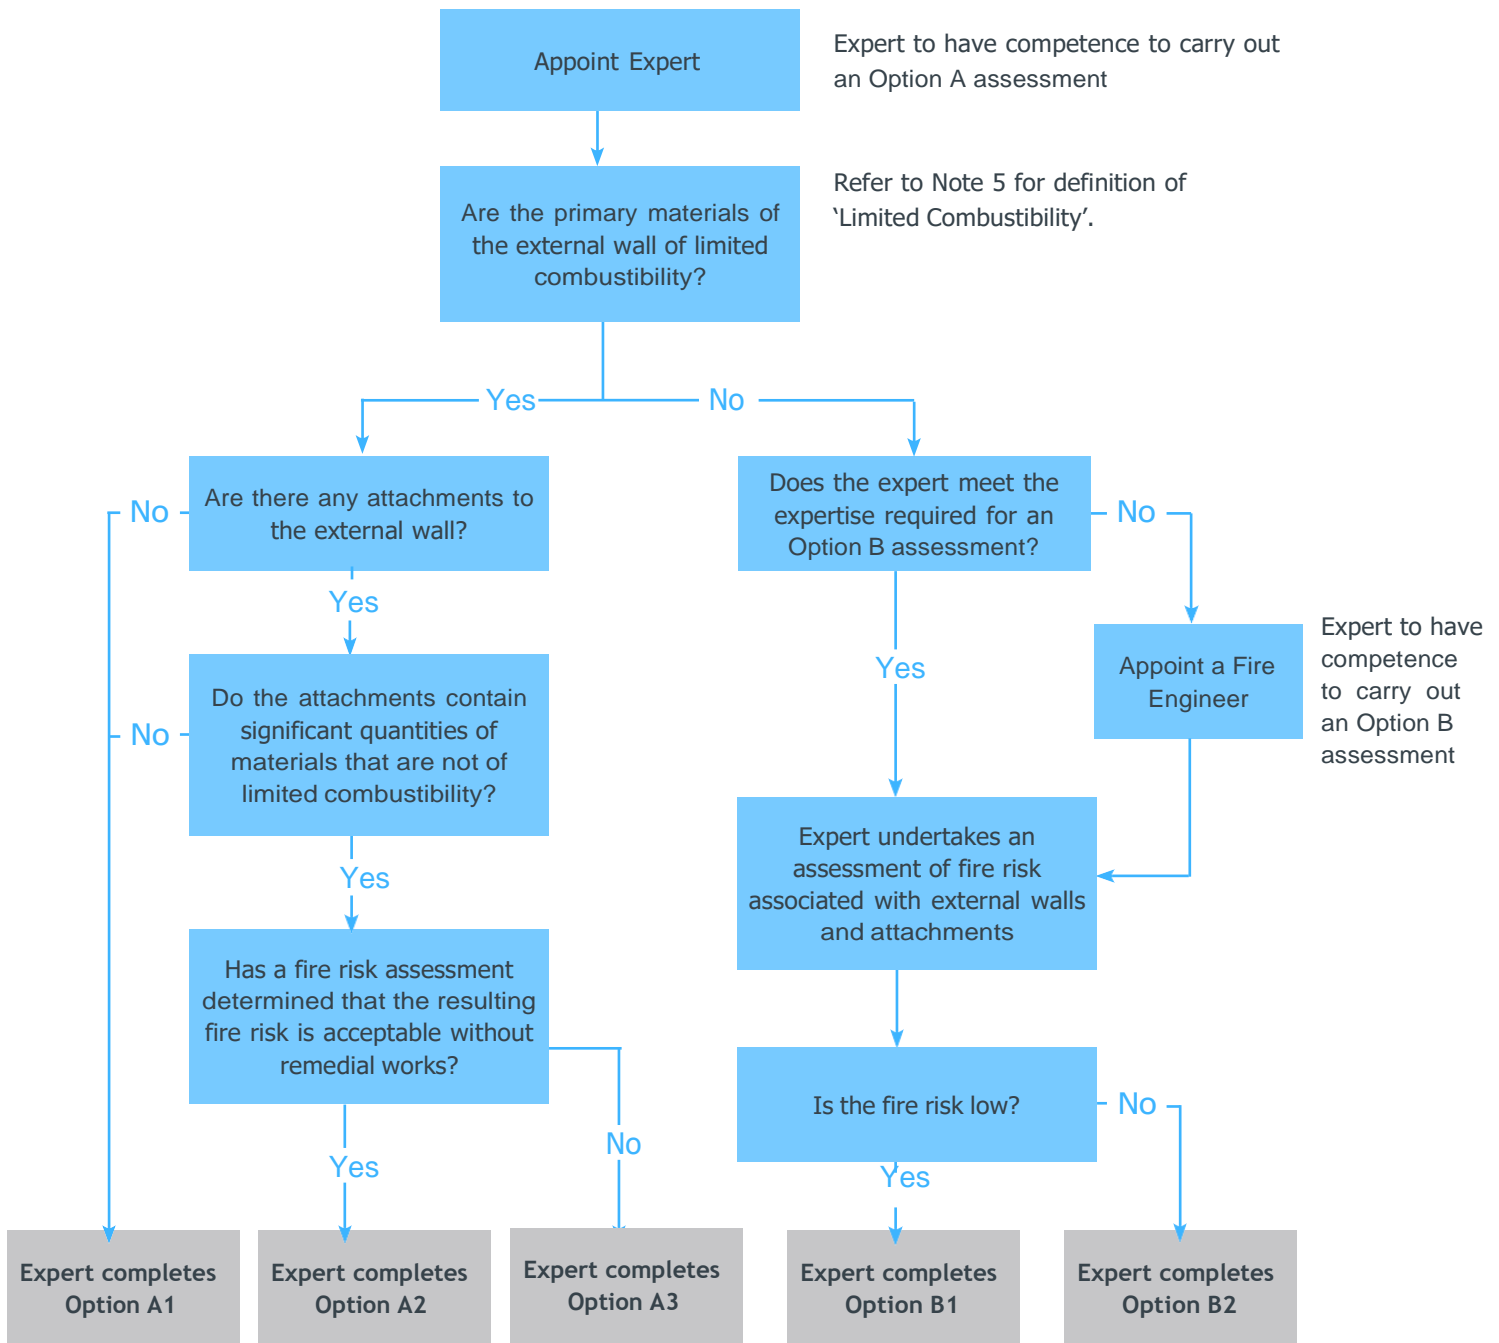 Appoint Expert
Expert to have competence to carry out
an Option A assessment
Are the primary materials of
the external wall of limited
combustibility?
Refer to Note 5 for definition of
‘Limited Combustibility’.
Yes
No
Are there any attachments to
the external wall?
No
Yes
Does the expert meet the
expertise required for an
Option B assessment?
No
Yes
Appoint a Fire
Engineer
Expert to have
competence
to carry out
an Option B
assessment
Do the attachments contain
significant quantities of
materials that are not of
limited combustibility?
No
Yes
Expert undertakes an
assessment of fire risk
associated with external walls
and attachments
Has a fire risk assessment
determined that the resulting
fire risk is acceptable without
remedial works?
Yes
No
Is the fire risk low?
No
Yes
Expert completes
Option A1
Expert completes
Option A2
Expert completes
Option A3
Expert completes
Option B1
Expert completes
Option B2